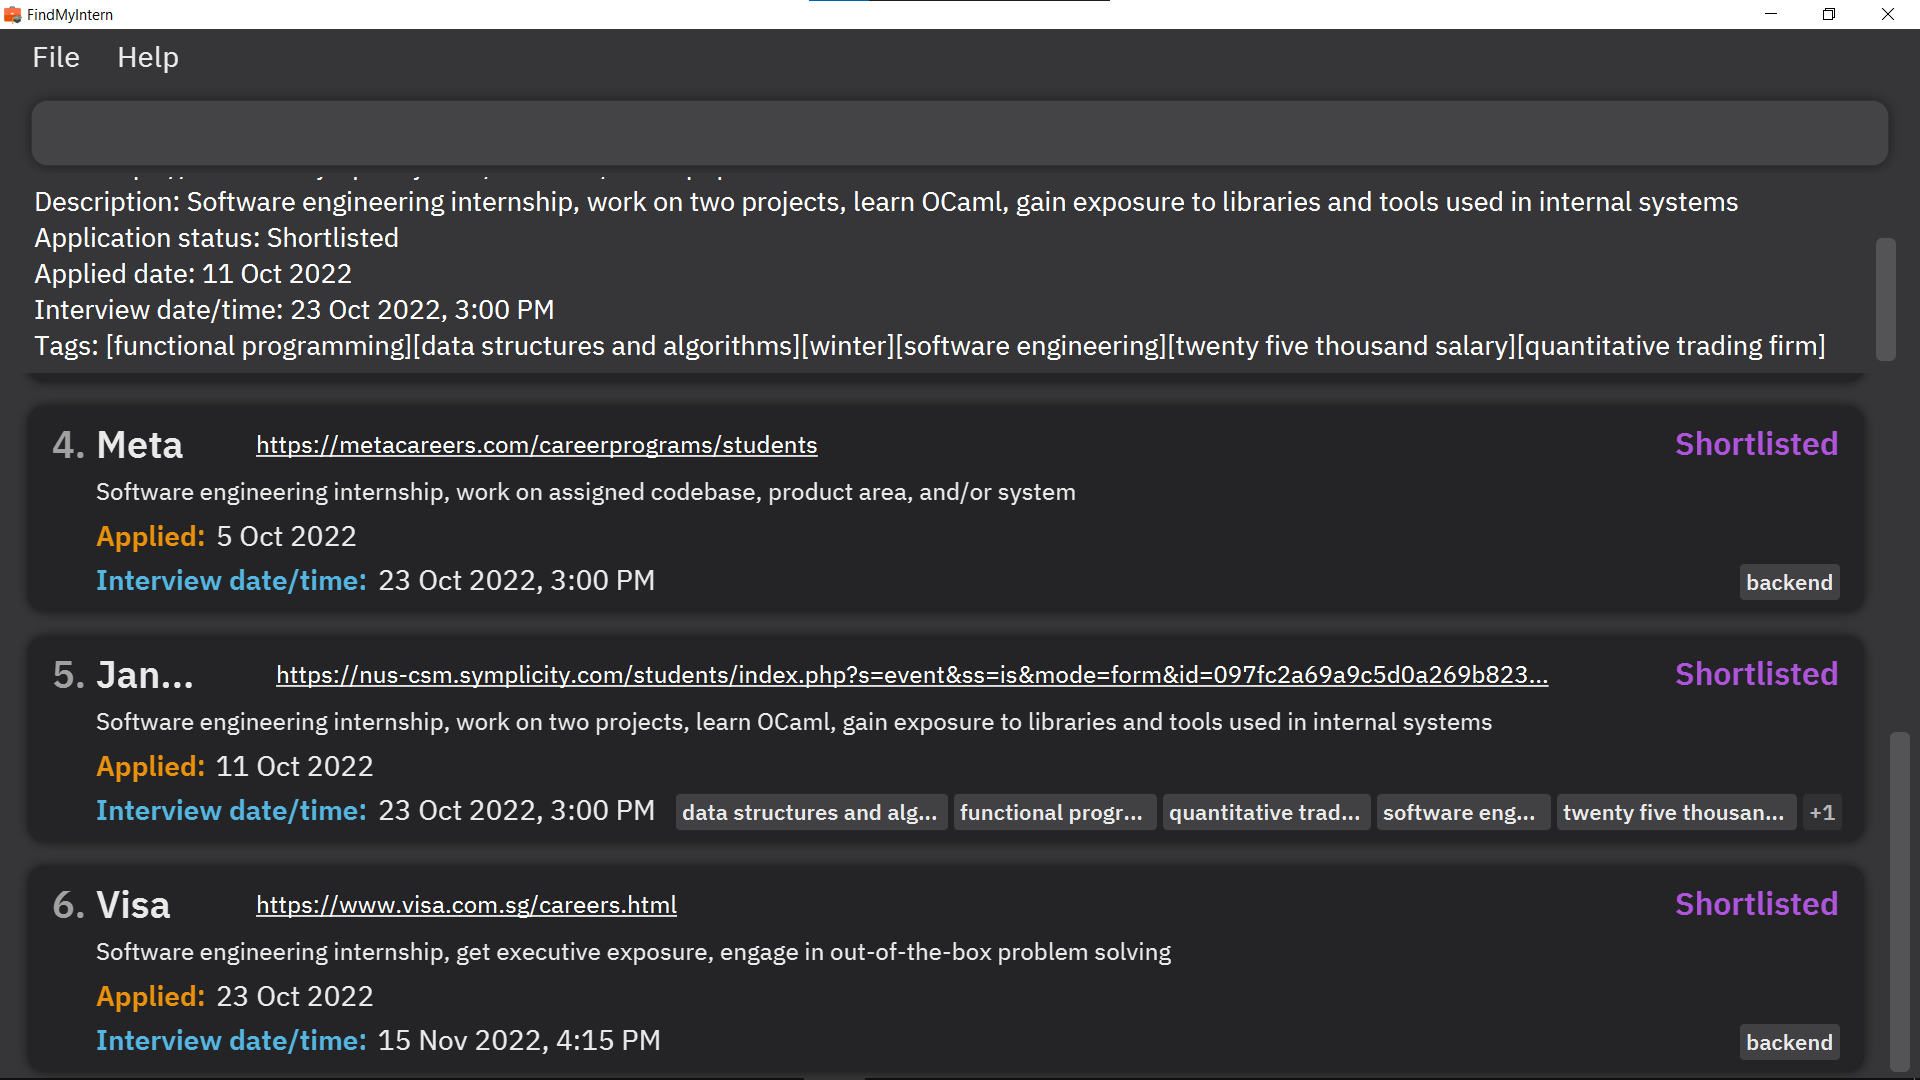 FindMyIntern
File Help
Description: Software engineering internship, work on two projects, learn OCaml, gain exposure to libraries and tools used in internal systems
Application status: Shortlisted
Applied date: 11 Oct 2022
Interview date/time: 23 Oct 2022, 3:00 PM
Tags: [functional programming][data structures and algorithms][winter][software engineering][twenty five thousand salary][quantitative trading firm]
4. Meta https://metacareers.com/careerprograms/students Shortlisted
Software engineering internship, work on assigned codebase, product area, and/or system
Applied: 5 Oct 2022
Interview date/time: 23 Oct 2022, 3:00 PM backend
5. Jan... https://nus-csm.symplicity.com/students/index.php?s=event&ss=is&mode=form&id=097fc2a69a9c5d0a269b823... Shortlisted
Software engineering internship, work on two projects, learn OCaml, gain exposure to libraries and tools used in internal systems
Applied: 11 Oct 2022
Interview date/time: 23 Oct 2022, 3:00 PM data structures and alg... functional progr... quantitative trad... software eng... twenty five thousan... +1
6. Visa https://www.visa.com.sg/careers.html Shortlisted
Software engineering internship, get executive exposure, engage in out-of-the-box problem solving
Applied: 23 Oct 2022
Interview date/time: 15 Nov 2022, 4:15 PM backend